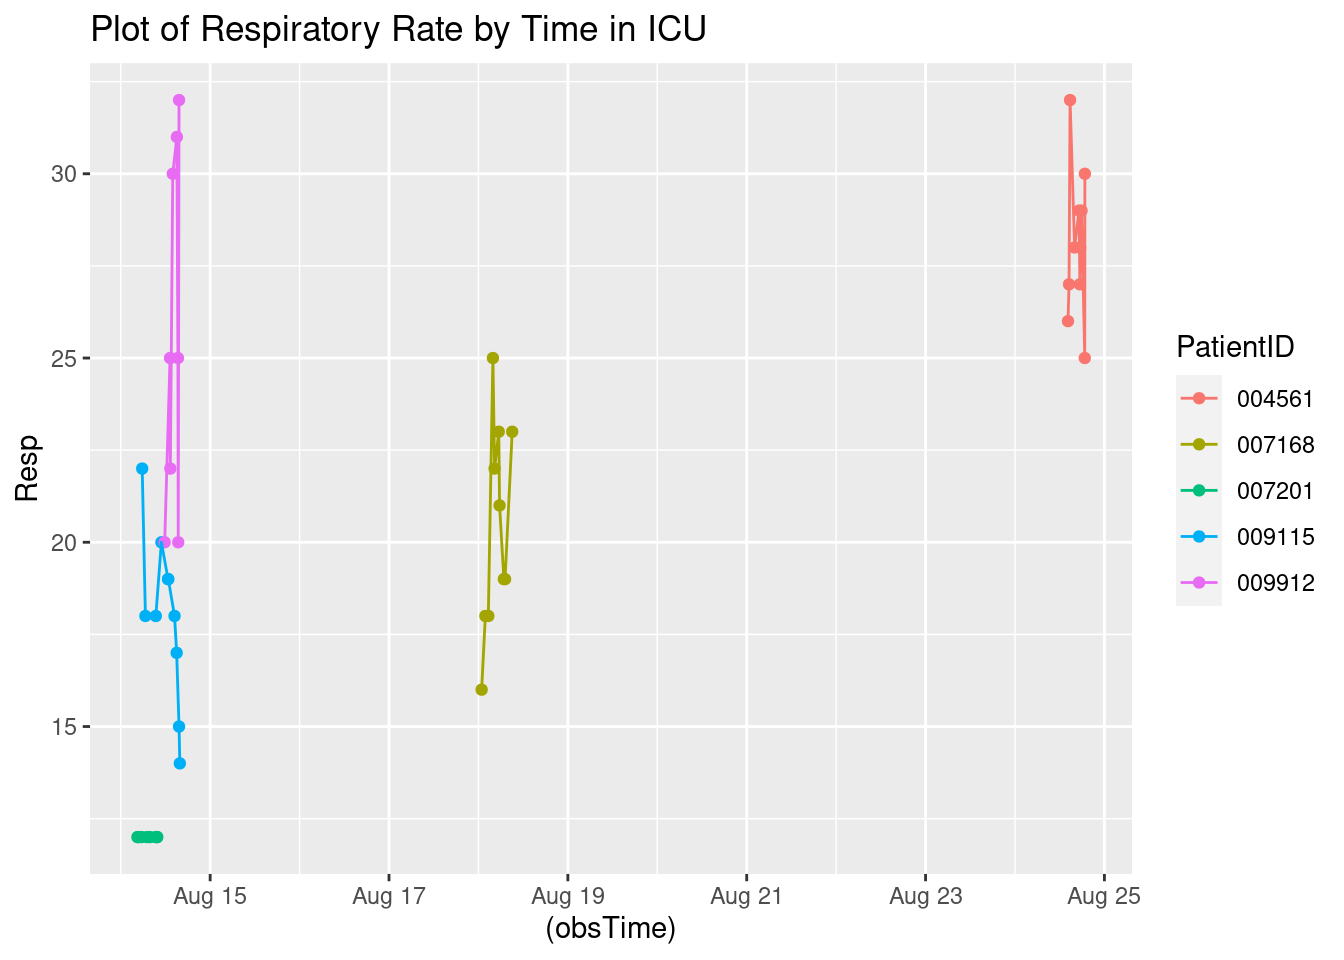 Plot of Respiratory Rate by Time in ICU
30
25
20
15
Resp
Aug 15
Aug 17
Aug 19
Aug 21
Aug 23
Aug 25
(obsTime)
PatientID
004561
007168
007201
009115
009912